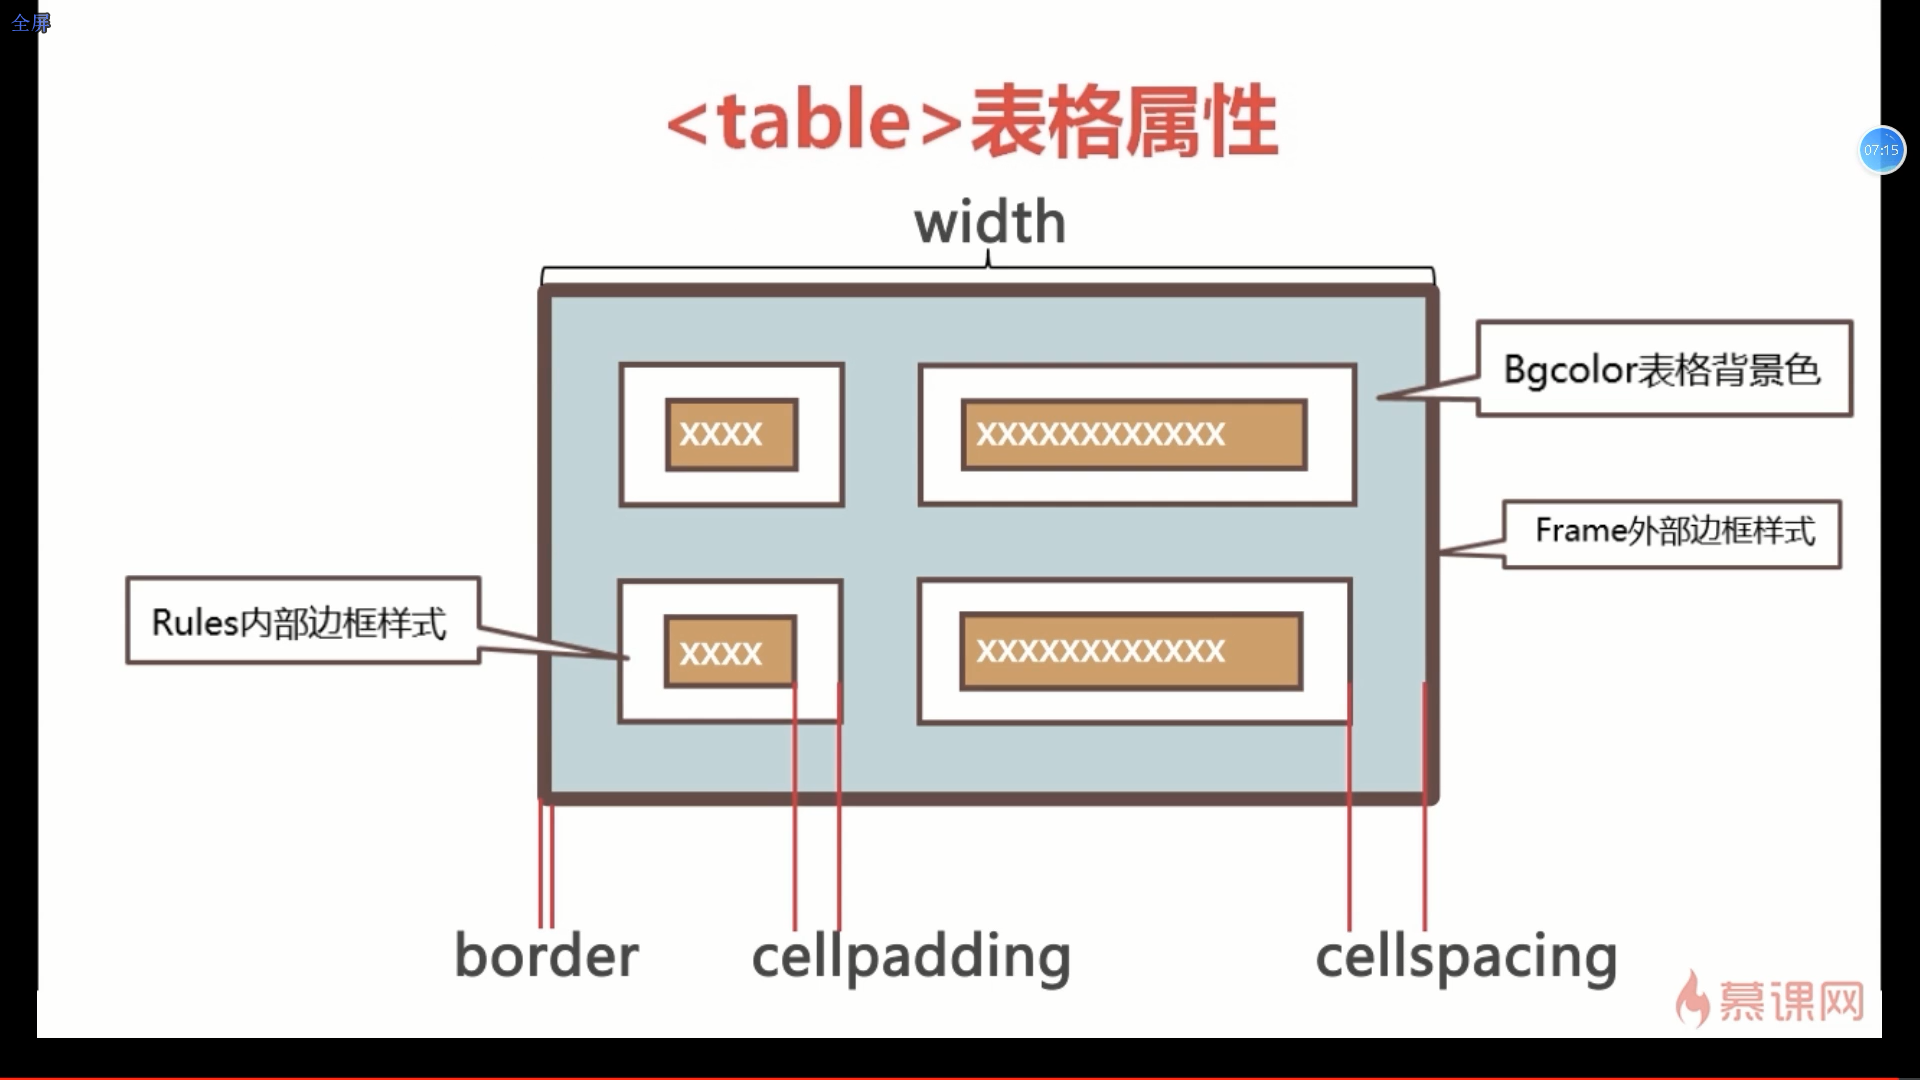 全屏
<table>表格属性
07:15
width
Bgcolor表格背景色
XXXX
XXXXXXXXXXXX
Frame外部边框样式
Rules内部边框样式
XXXX
XXXXXXXXXXXX
border
cellpadding
cellspacing
慕课网